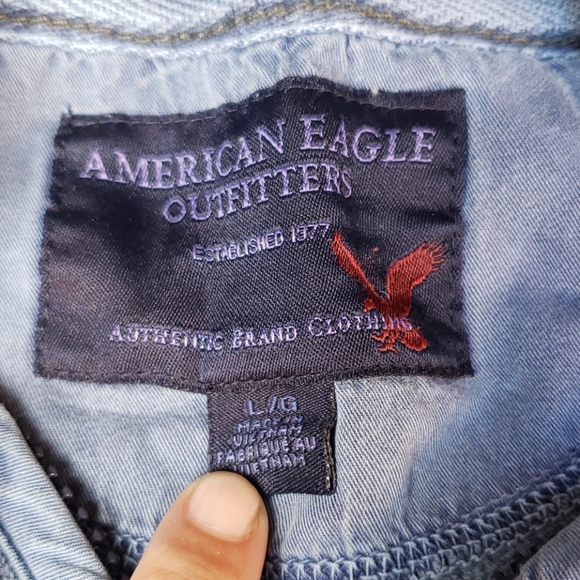 AMERICAN EAGLE
OUTFITTERS
ESTABLISHED 1977
AUTHENTIC BRAND CLOTHING
L/G
MADE IN
VIETNAM
FABRIQUE AU
VIETNAM